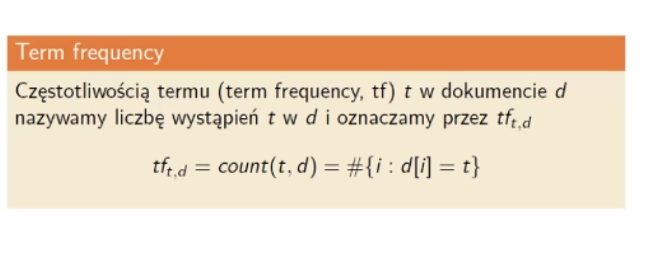 Term frequency
Częstotliwością termu (term frequency, tf) t w dokumencie d
nazywamy liczbę wystąpień t w d i oznaczamy przez tf_{t,d}
tf_{t,d} = count(t, d) = #{i : d[i] = t}